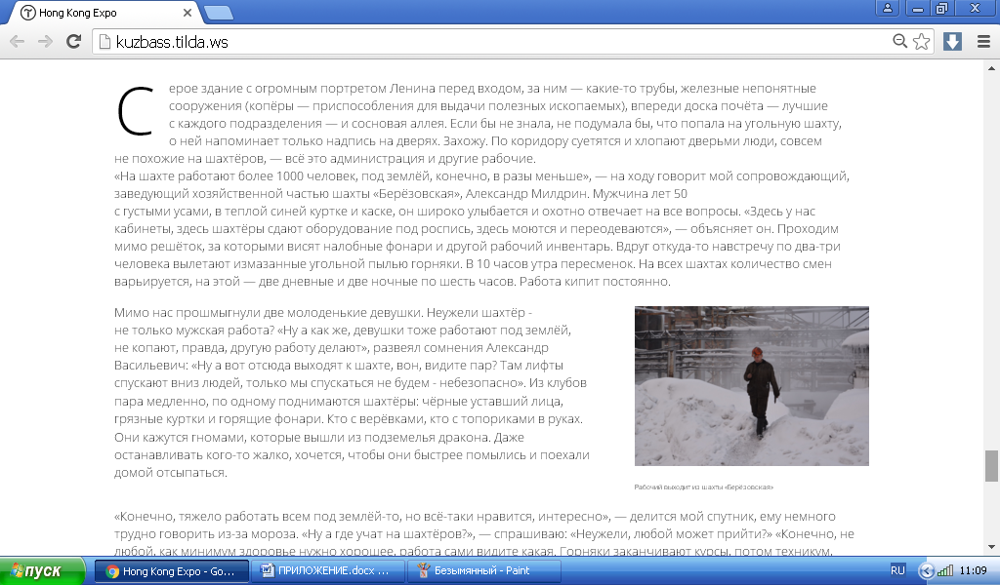 Hong Kong Expo
kuzbass.tilda.ws
Серое здание с огромным портретом Ленина перед входом, за ним — какие-то трубы, железные непонятные
сооружения (копёры — приспособления для выдачи полезных ископаемых), впереди доска почёта — лучшие
с каждого подразделения — и сосновая аллея. Если бы не знала, не подумала бы, что попала на угольную шахту,
о ней напоминает только надпись на дверях. Захожу. По коридору суетятся и хлопают дверьми люди, совсем
не похожие на шахтёров, — всё это администрация и другие рабочие.
«На шахте работают более 1000 человек, под землёй, конечно, в разы меньше», — на ходу говорит мой сопровождающий,
заведующий хозяйственной частью шахты «Берёзовская», Александр Милдрин. Мужчина лет 50
с густыми усами, в теплой синей куртке и каске, он широко улыбается и охотно отвечает на все вопросы. «Здесь у нас
кабинеты, здесь шахтёры сдают оборудование под роспись, здесь моются и переодеваются», — объясняет он. Проходим
мимо решёток, за которыми висят налобные фонари и другой рабочий инвентарь. Вдруг откуда-то навстречу по два-три
человека вылетают измазанные угольной пылью горняки. В 10 часов утра пересменок. На всех шахтах количество смен
варьируется, на этой — две дневные и две ночные по шесть часов. Работа кипит постоянно.
Мимо нас прошмыгнули две молоденькие девушки. Неужели шахтёр -
не только мужская работа? «Ну а как же, девушки тоже работают под землёй,
не копают, правда, другую работу делают», развеял сомнения Александр
Васильевич: «Ну а вот отсюда выходят к шахте, вон, видите пар? Там лифты
спускают вниз людей, только мы спускаться не будем - небезопасно». Из клубов
пара медленно, по одному поднимаются шахтёры: чёрные уставший лица,
грязные куртки и горящие фонари. Кто с верёвками, кто с топориками в руках.
Они кажутся гномами, которые вышли из подземелья дракона. Даже
останавливать кого-то жалко, хочется, чтобы они быстрее помылись и поехали
домой отсыпаться.
Рабочий выходит из шахты «Берёзовская»
«Конечно, тяжело работать всем под землёй-то, но всё-таки нравится, интересно», — делится мой спутник, ему немного
трудно говорить из-за мороза. «Ну а где учат на шахтёров?», — спрашиваю: «Неужели, любой может прийти?» «Конечно, не
любой, как минимум здоровье нужно хорошее, работа сами видите какая. Горняки заканчивают курсы, потом техникум,
пуск
Hong Kong Expo - Go...
ПРИЛОЖЕНИЕ.docx ...
Безымянный - Paint
RU
11:09